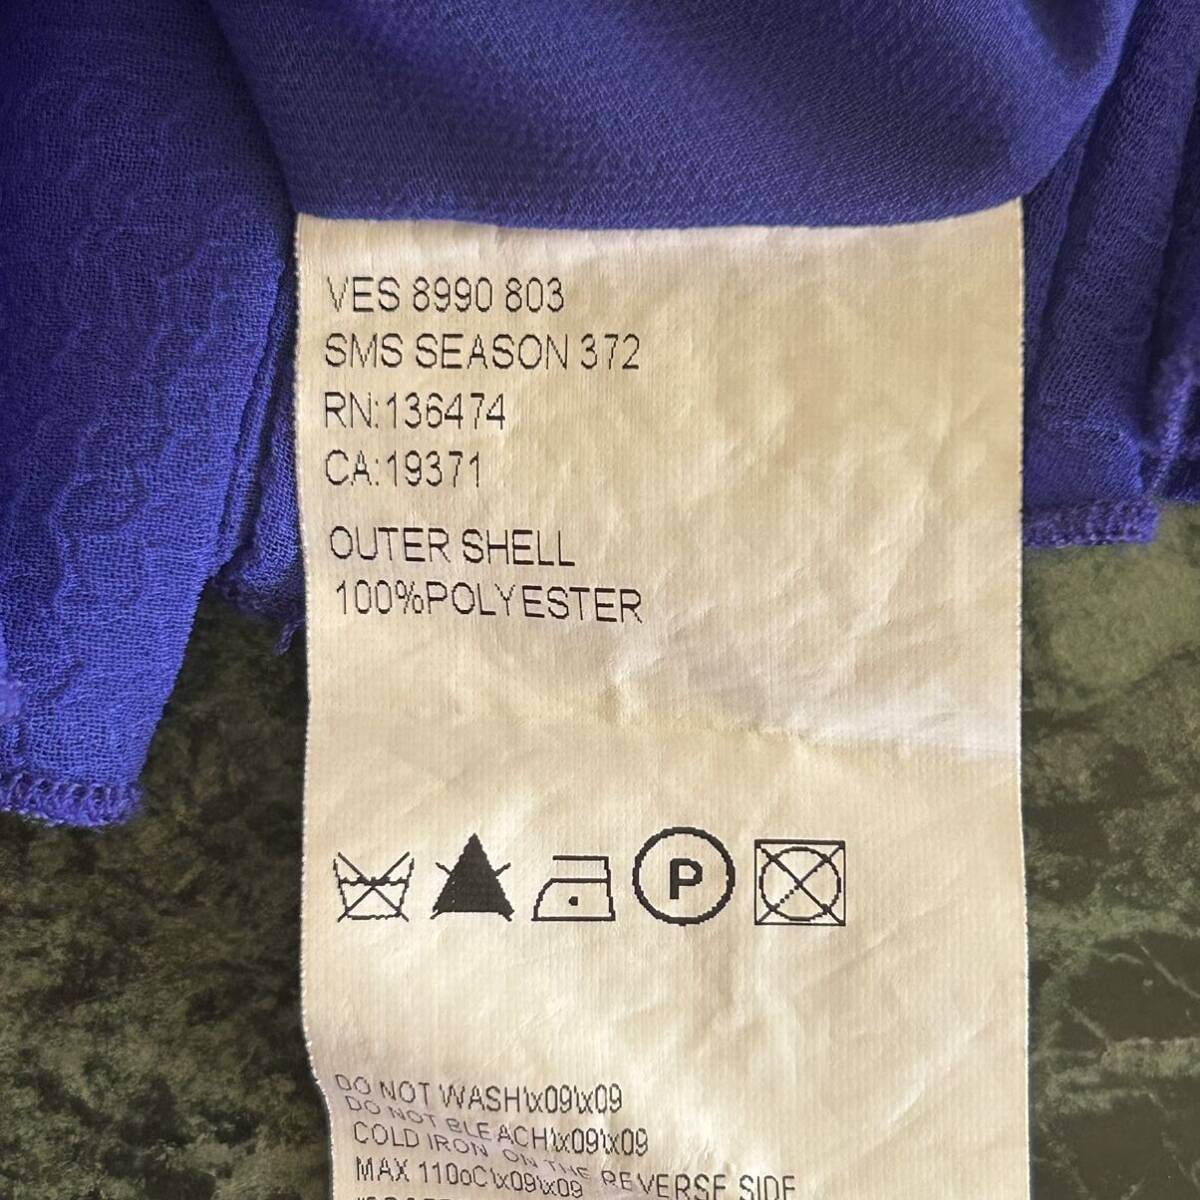 VES 8990 803
SMS SEASON 372
RN:136474
CA:19371
OUTER SHELL
100%POLYESTER
P
DO NOT WASH\x09\x09
DO NOT BLEACH\x09\x09
COLD IRON ON THE REVERSE SIDE
MAX 110oC\x09\x09